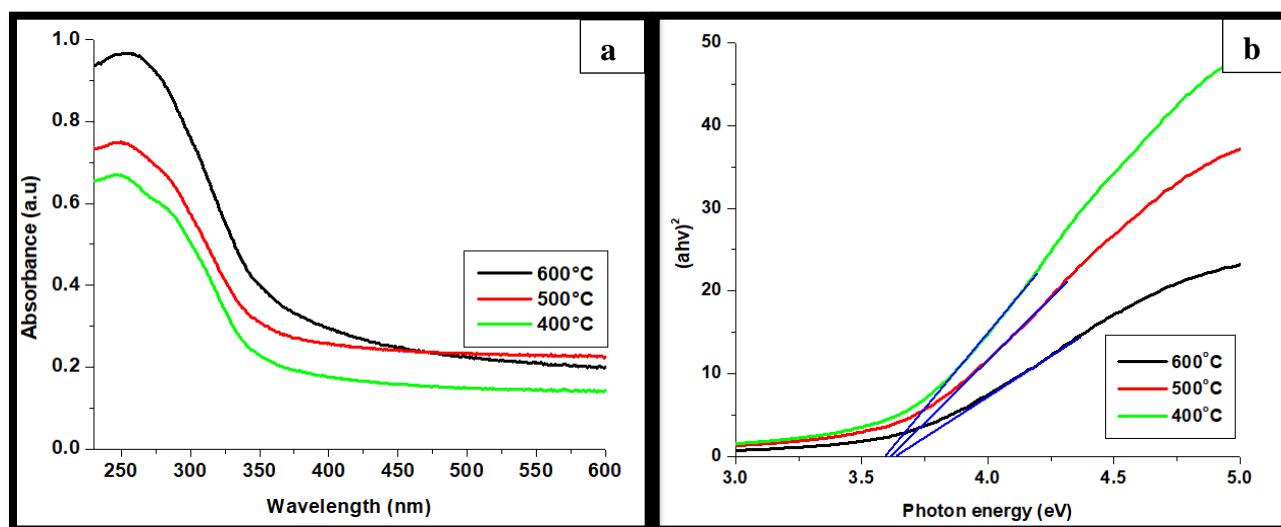 a
1.0
0.8
0.6
0.4
0.2
0.0
Absorbance (a.u)
600°C
500°C
400°C
250 300 350 400 450 500 550 600
Wavelength (nm)
b
50
40
30
20
10
0
(ahv)²
600°C
500°C
400°C
3.0 3.5 4.0 4.5 5.0
Photon energy (eV)